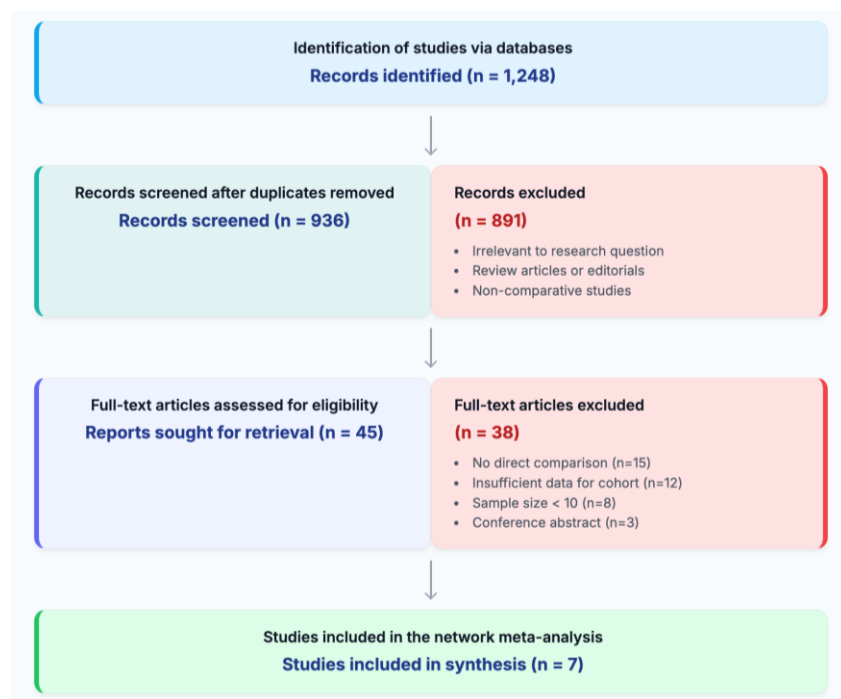 Identification of studies via databases
Records identified (n = 1,248)
Records screened after duplicates removed
Records screened (n = 936)
Records excluded
(n = 891)
• Irrelevant to research question
• Review articles or editorials
• Non-comparative studies
Full-text articles assessed for eligibility
Reports sought for retrieval (n = 45)
Full-text articles excluded
(n = 38)
• No direct comparison (n=15)
• Insufficient data for cohort (n=12)
• Sample size < 10 (n=8)
• Conference abstract (n=3)
Studies included in the network meta-analysis
Studies included in synthesis (n = 7)